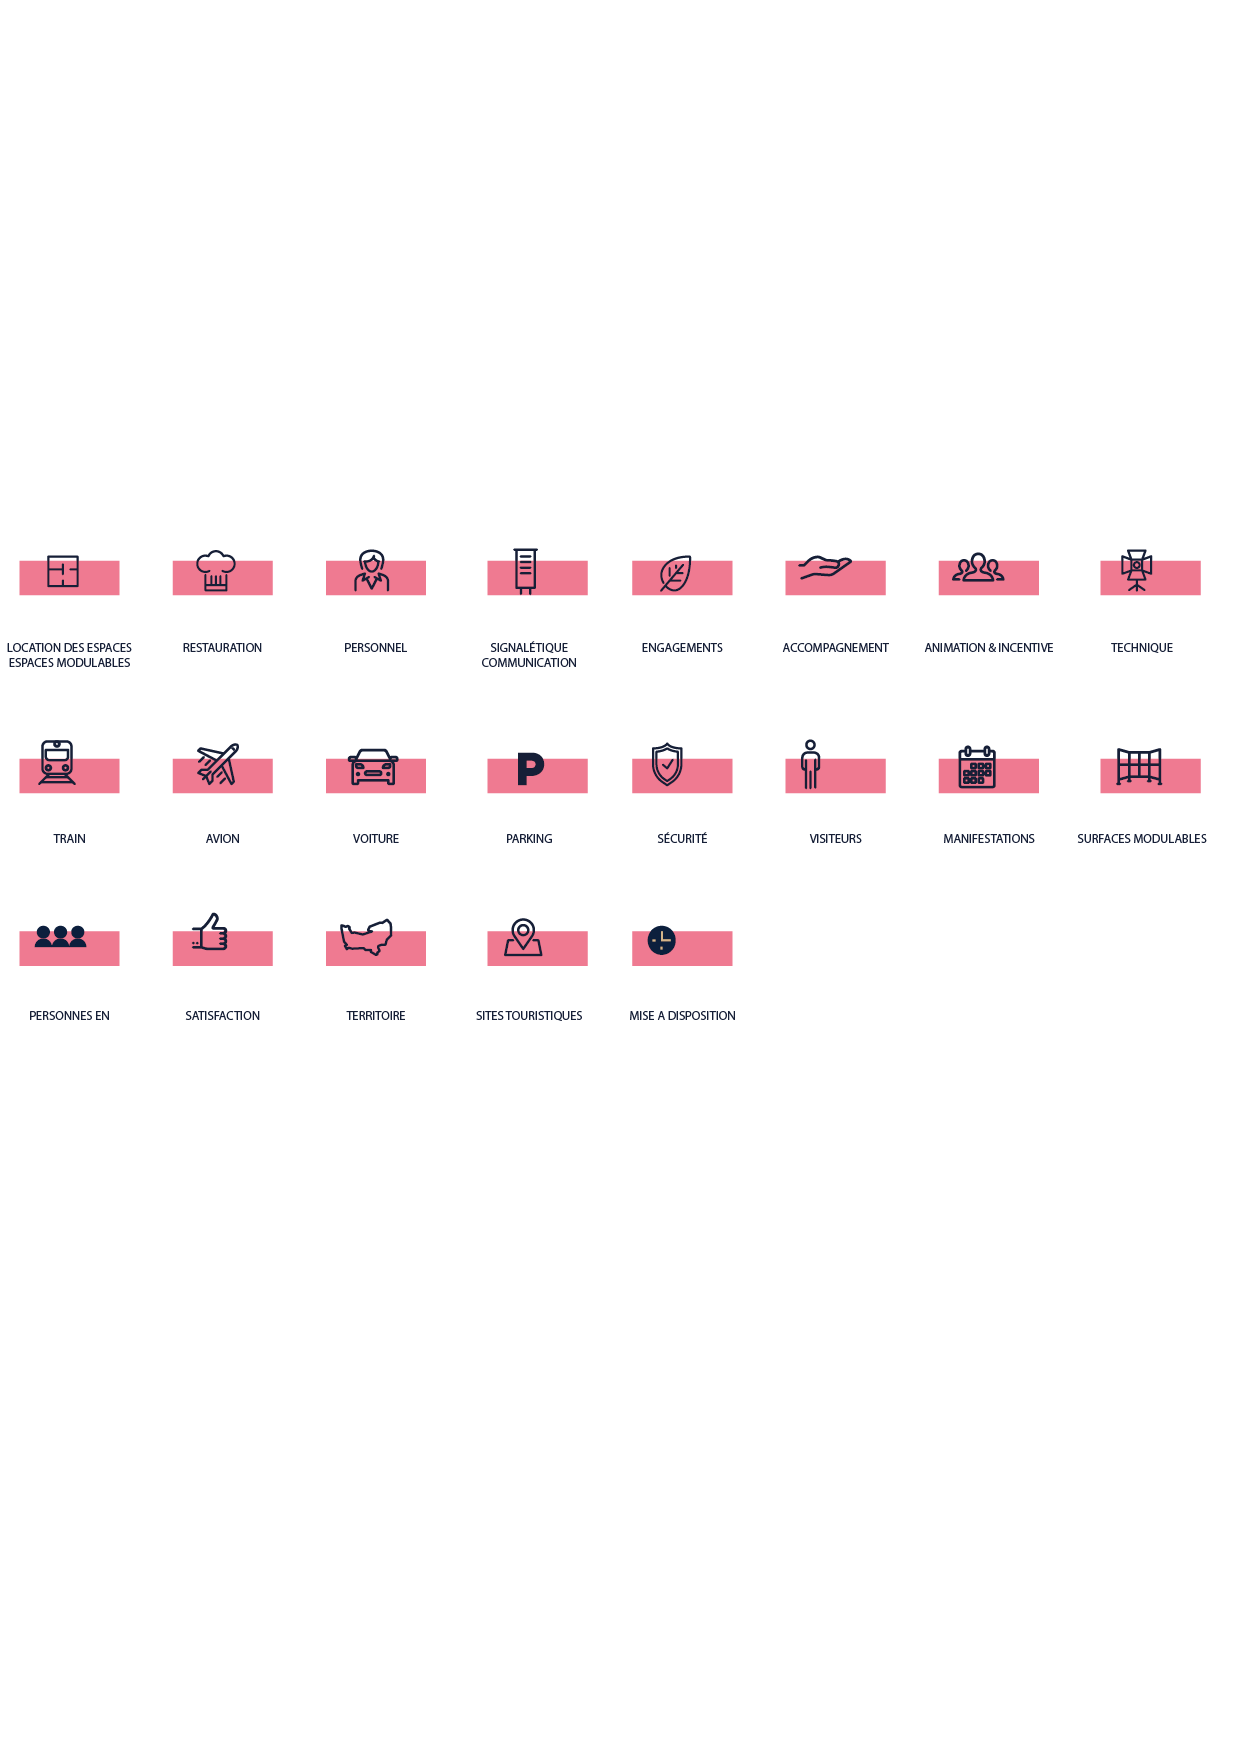 LOCATION DES ESPACES
ESPACES MODULABLES
RESTAURATION
PERSONNEL
SIGNALÉTIQUE
COMMUNICATION
ENGAGEMENTS
ACCOMPAGNEMENT
ANIMATION & INCENTIVE
TECHNIQUE
TRAIN
AVION
VOITURE
P
PARKING
SÉCURITÉ
VISITEURS
MANIFESTATIONS
SURFACES MODULABLES
PERSONNES EN
SATISFACTION
TERRITOIRE
SITES TOURISTIQUES
MISE A DISPOSITION